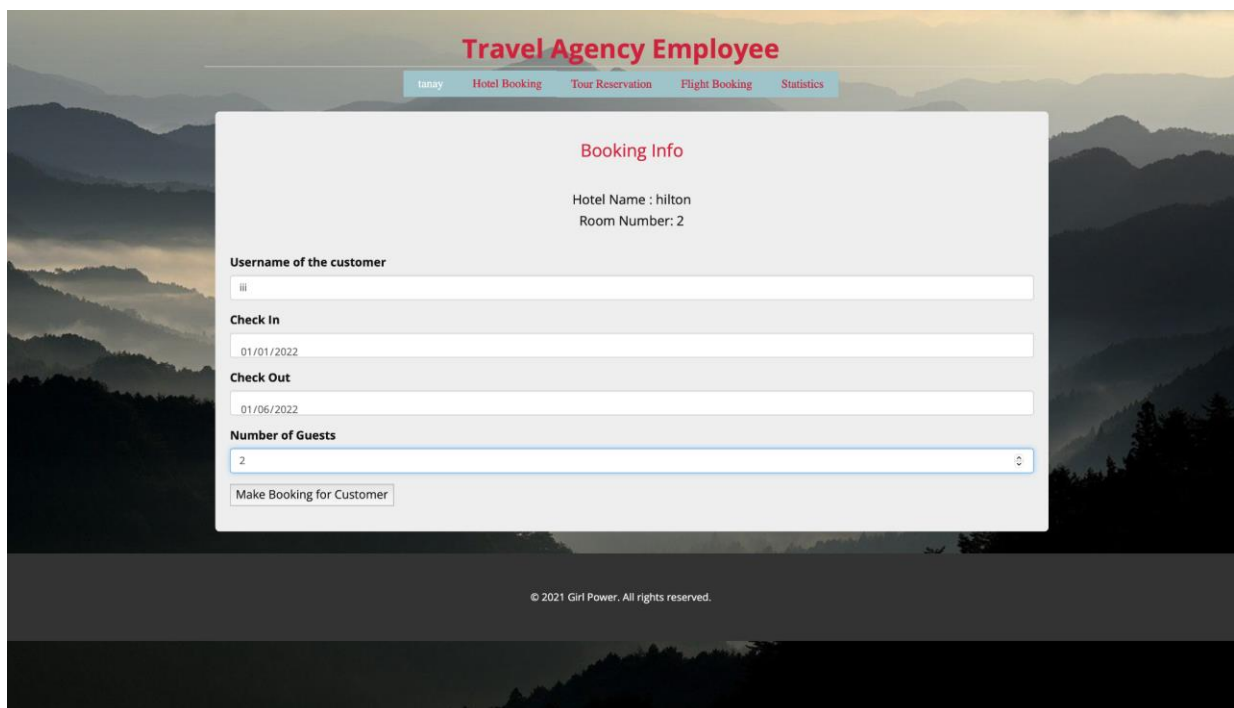 Travel Agency Employee
tanay Hotel Booking Tour Reservation Flight Booking Statistics
Booking Info
Hotel Name : hilton
Room Number: 2
Username of the customer
iii
Check In
01/01/2022
Check Out
01/06/2022
Number of Guests
2
Make Booking for Customer
© 2021 Girl Power. All rights reserved.